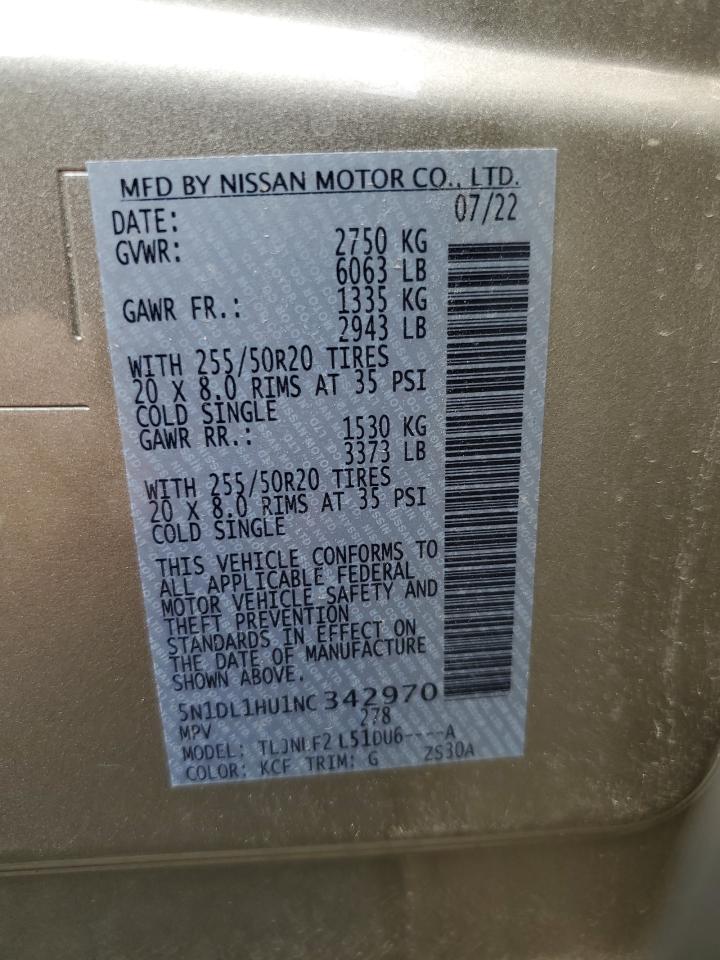 MFD BY NISSAN MOTOR CO., LTD.
DATE: 07/22
GVWR: 2750 KG
6063 LB
GAWR FR.: 1335 KG
2943 LB
WITH 255/50R20 TIRES
20 X 8.0 RIMS AT 35 PSI
COLD SINGLE
GAWR RR.: 1530 KG
3373 LB
WITH 255/50R20 TIRES
20 X 8.0 RIMS AT 35 PSI
COLD SINGLE
THIS VEHICLE CONFORMS TO
ALL APPLICABLE FEDERAL
MOTOR VEHICLE SAFETY AND
THEFT PREVENTION
STANDARDS IN EFFECT ON
THE DATE OF MANUFACTURE
SHOWN ABOVE.
5N1DL1HU1NC342970
MPV 278
MODEL: TLJNLF2 L51DU6----A
COLOR: KCF TRIM: G 2S30A